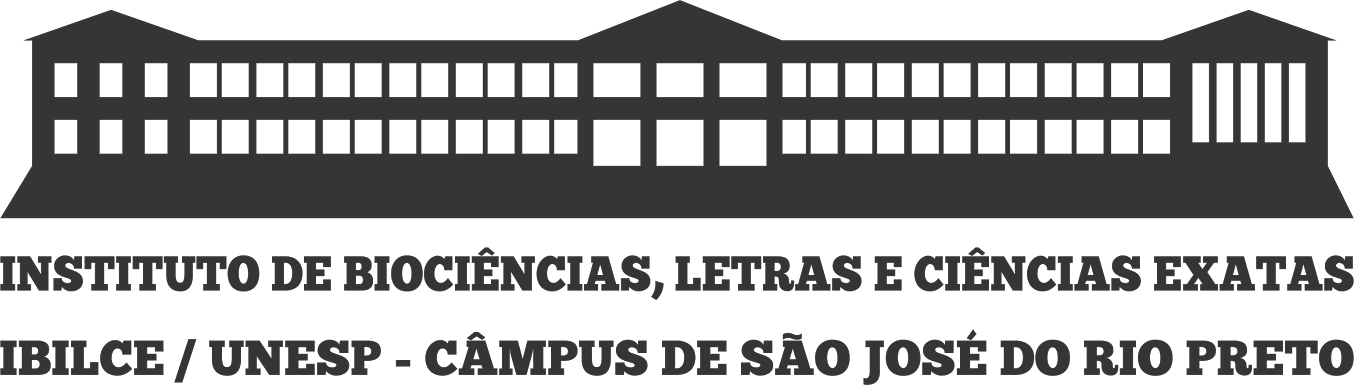 INSTITUTO DE BIOCIÊNCIAS, LETRAS E CIÊNCIAS EXATAS
IBILCE / UNESP - CÂMPUS DE SÃO JOSÉ DO RIO PRETO